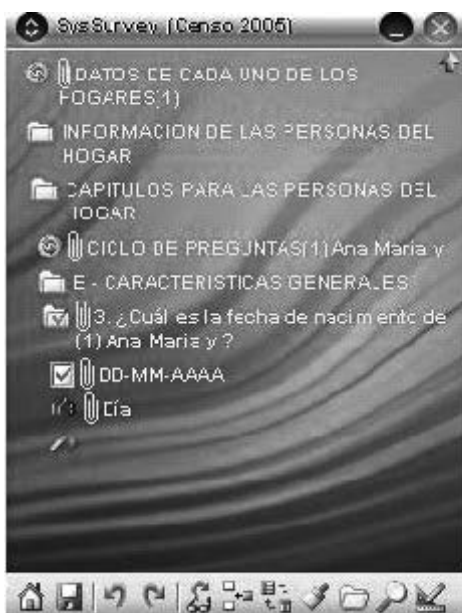 SysSurvey (Censo 2005)
DATOS DE CADA UNO DE LOS
HOGARES(1)
INFORMACION DE LAS PERSONAS DEL
HOGAR
CAPITULOS PARA LAS PERSONAS DEL
HOGAR
CICLO DE PREGUNTAS(1) Ana Maria y
E - CARACTERISTICAS GENERALES
3. ¿Cuál es la fecha de nacimiento de
(1) Ana Maria y ?
DD-MM-AAAA
Día